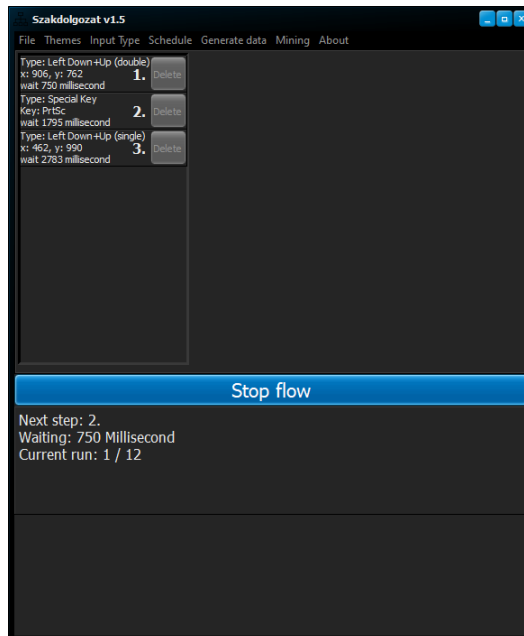 Szakdolgozat v1.5
File Themes Input Type Schedule Generate data Mining About
Type: Left Down+Up (double)
x: 906, y: 762
wait 750 millisecond
1.
Delete
Type: Special Key
Key: PrtSc
wait 1795 millisecond
2.
Delete
Type: Left Down+Up (single)
x: 462, y: 990
wait 2783 millisecond
3.
Delete
Stop flow
Next step: 2.
Waiting: 750 Millisecond
Current run: 1 / 12